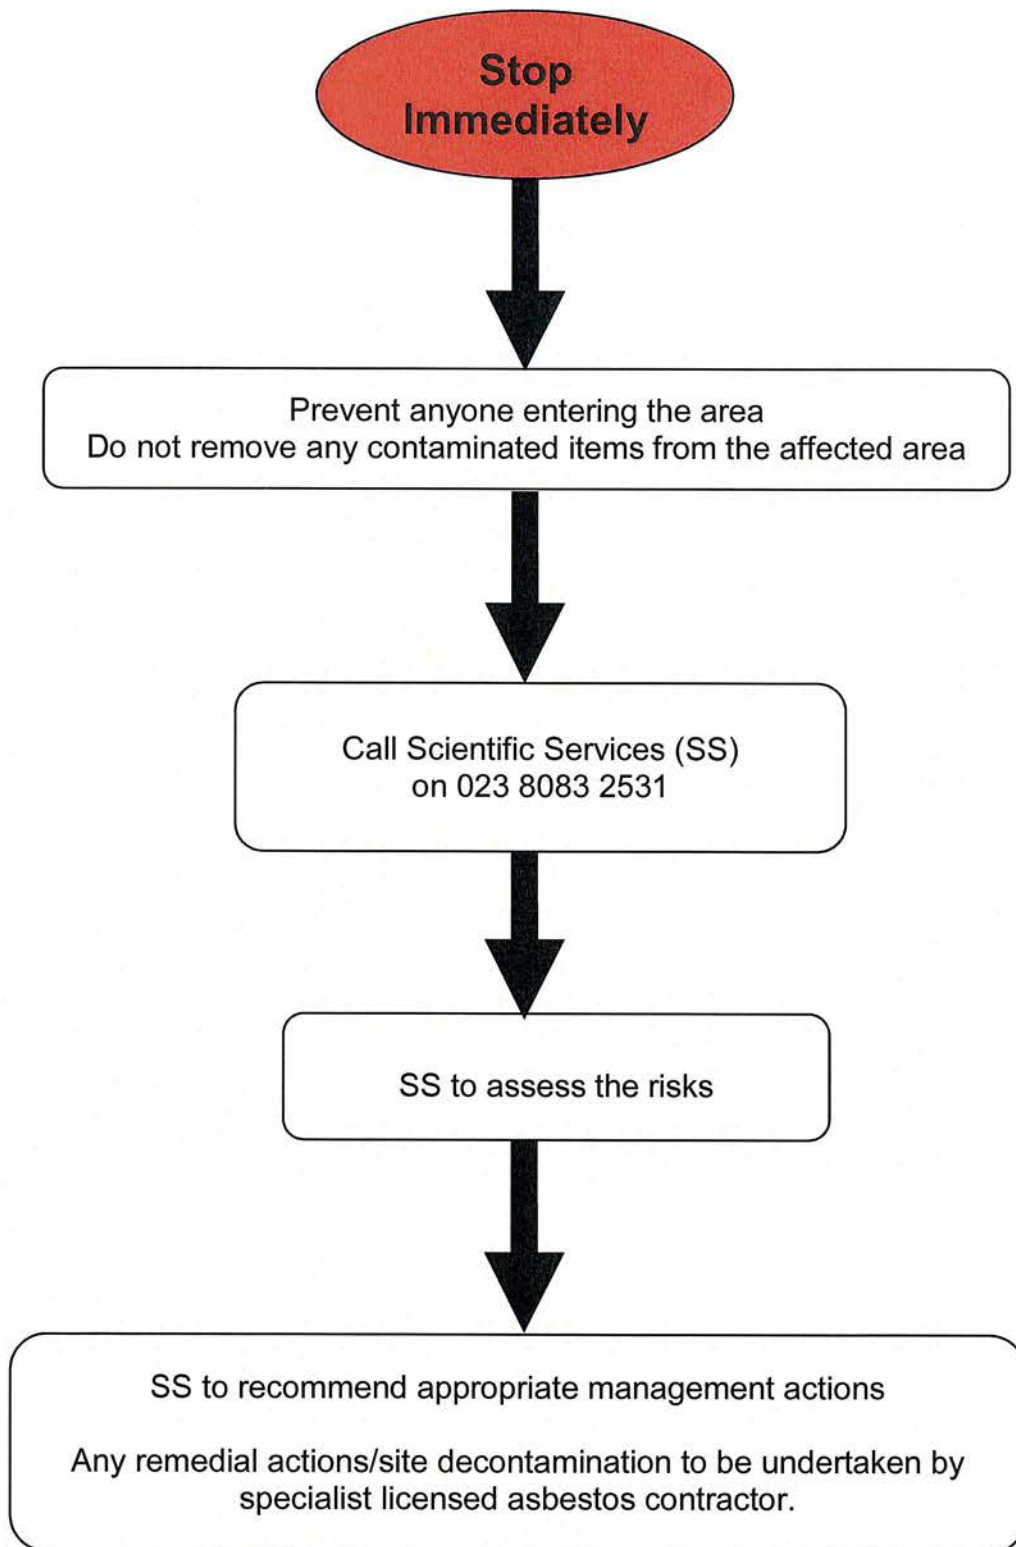 Stop
Immediately
Prevent anyone entering the area
Do not remove any contaminated items from the affected area
Call Scientific Services (SS)
on 023 8083 2531
SS to assess the risks
SS to recommend appropriate management actions
Any remedial actions/site decontamination to be undertaken by
specialist licensed asbestos contractor.